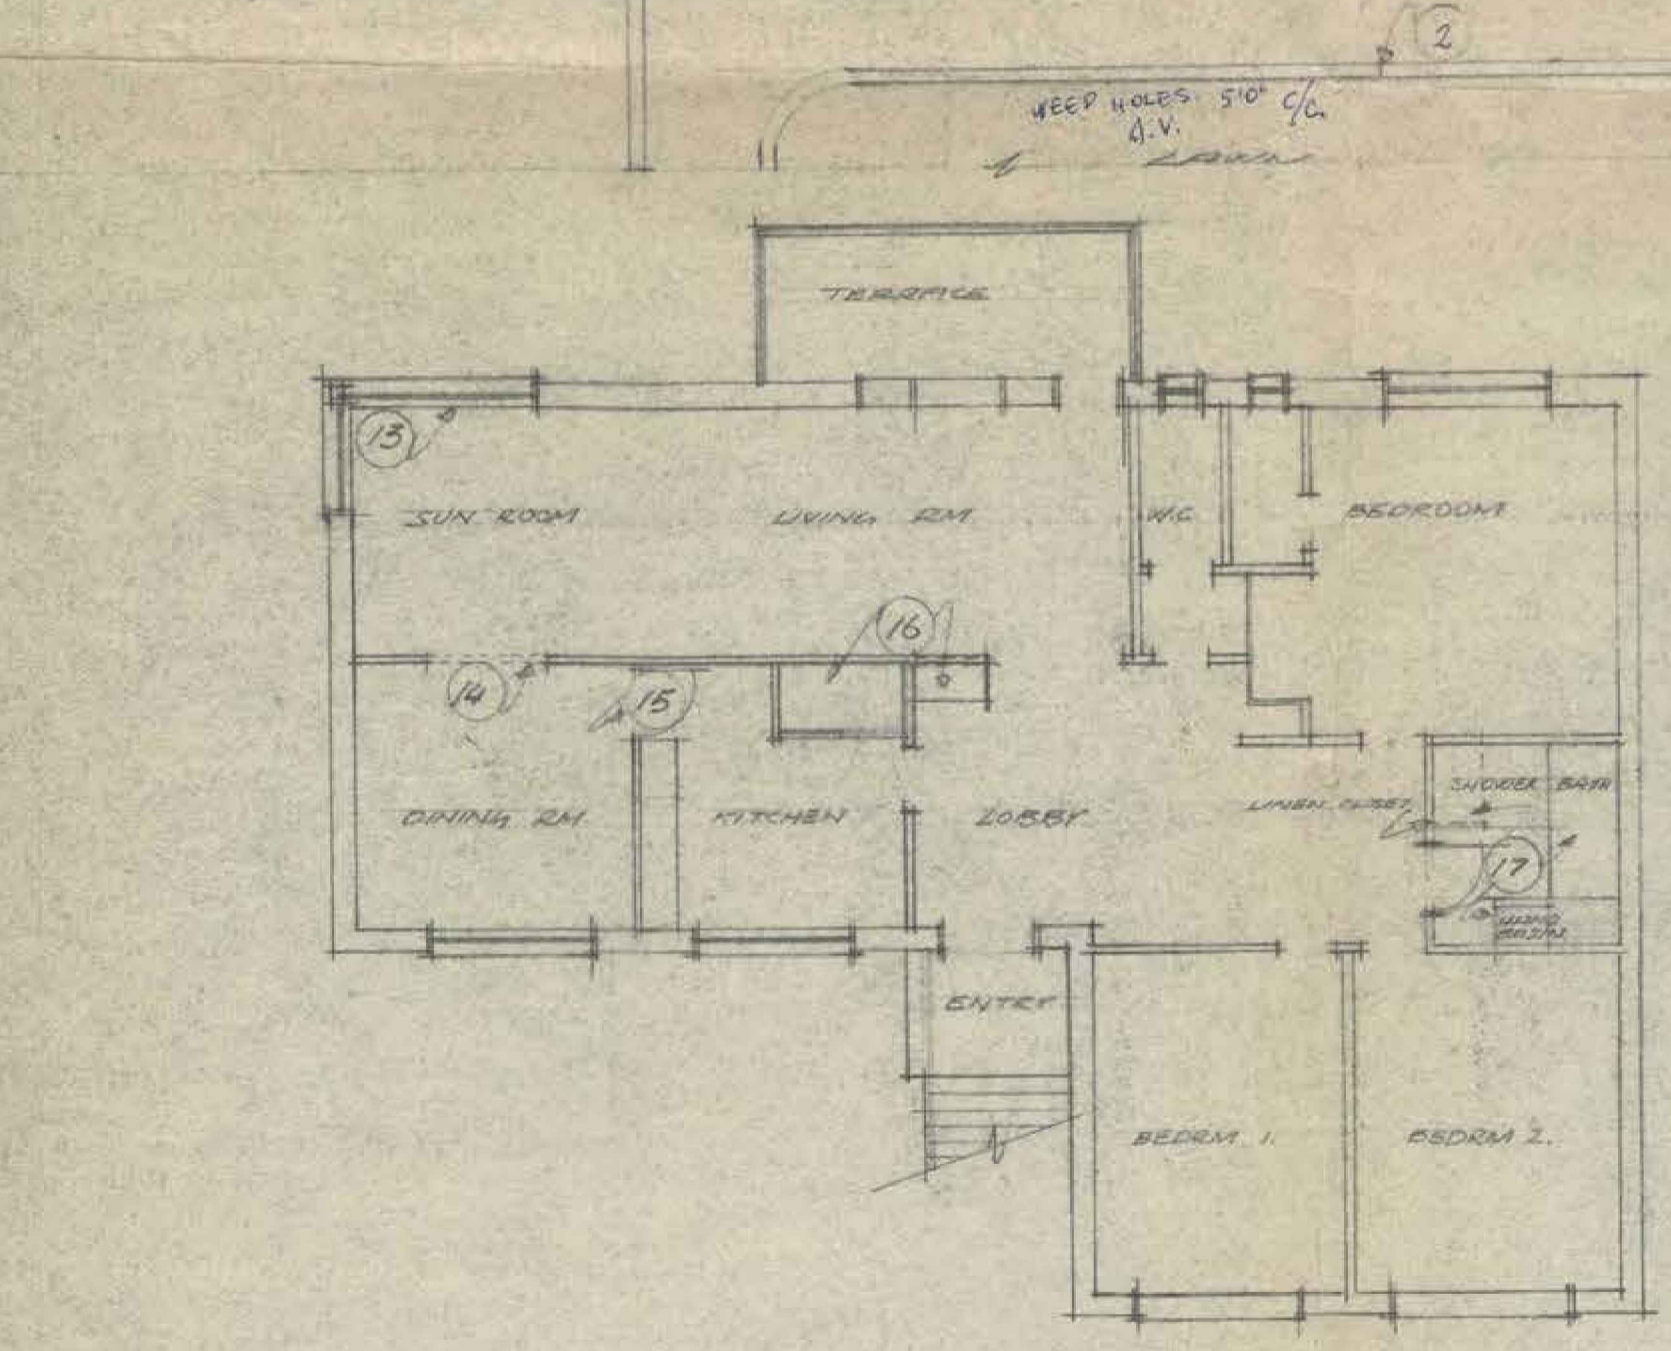 2
WEEP HOLES 5'0" C/C
LAWN
TERRACE
13
SUN ROOM
LIVING RM
W.C
BEDROOM
16
14
15
SHOWER BATH
DINING RM.
KITCHEN
LOBBY
LINEN CLOSET
17
HAND
BASIN
ENTRY
BEDRM 1.
BEDRM 2.